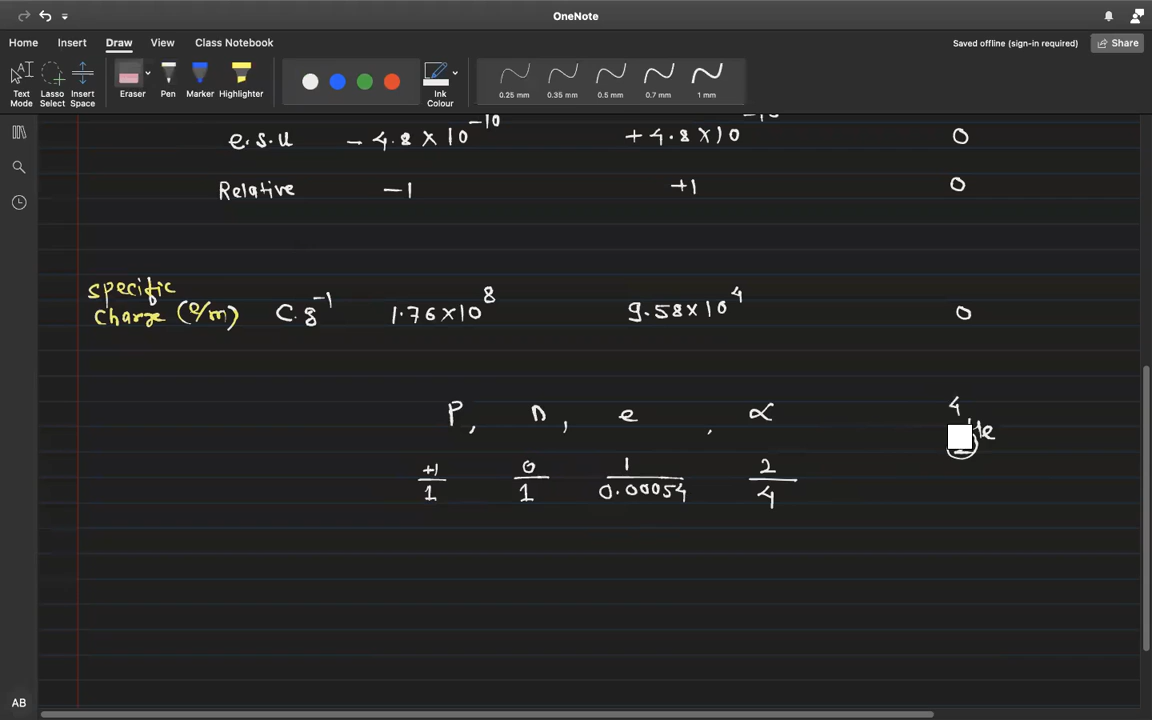 OneNote
Home Insert Draw View Class Notebook
Saved offline (sign-in required) Share
Text Mode Lasso Select Insert Space Eraser Pen Marker Highlighter Ink Colour 0.25 mm 0.35 mm 0.5 mm 0.7 mm 1 mm
e.s.u − 4.8 × 10⁻¹⁰ + 4.8 × 10⁻¹⁰ 0
Relative −1 +1 0
specific
charge (e/m) C.g⁻¹ 1.76×10⁸ 9.58×10⁴ 0
P, n, e , α ⁴He
+1/1 0/1 1/0.00054 2/4
AB